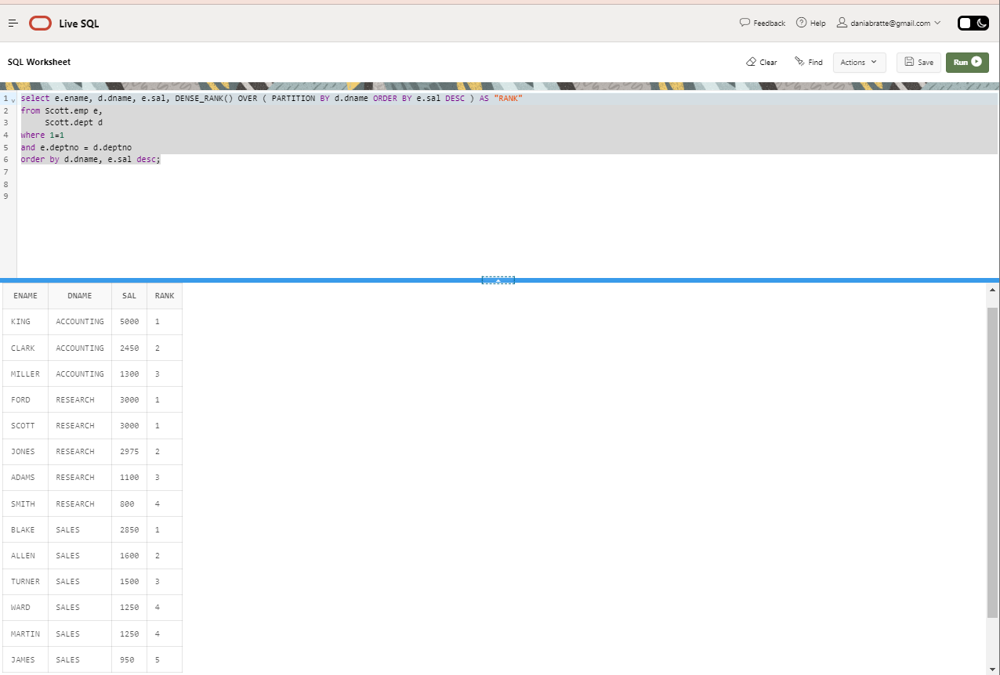 Live SQL
Feedback Help daniabratte@gmail.com
SQL Worksheet
Clear Find Actions Save Run
1 select e.ename, d.dname, e.sal, DENSE_RANK() OVER ( PARTITION BY d.dname ORDER BY e.sal DESC ) AS "RANK"
2 from Scott.emp e,
3 Scott.dept d
4 where 1=1
5 and e.deptno = d.deptno
6 order by d.dname, e.sal desc;
7
8
9
ENAME DNAME SAL RANK
KING ACCOUNTING 5000 1
CLARK ACCOUNTING 2450 2
MILLER ACCOUNTING 1300 3
FORD RESEARCH 3000 1
SCOTT RESEARCH 3000 1
JONES RESEARCH 2975 2
ADAMS RESEARCH 1100 3
SMITH RESEARCH 800 4
BLAKE SALES 2850 1
ALLEN SALES 1600 2
TURNER SALES 1500 3
WARD SALES 1250 4
MARTIN SALES 1250 4
JAMES SALES 950 5